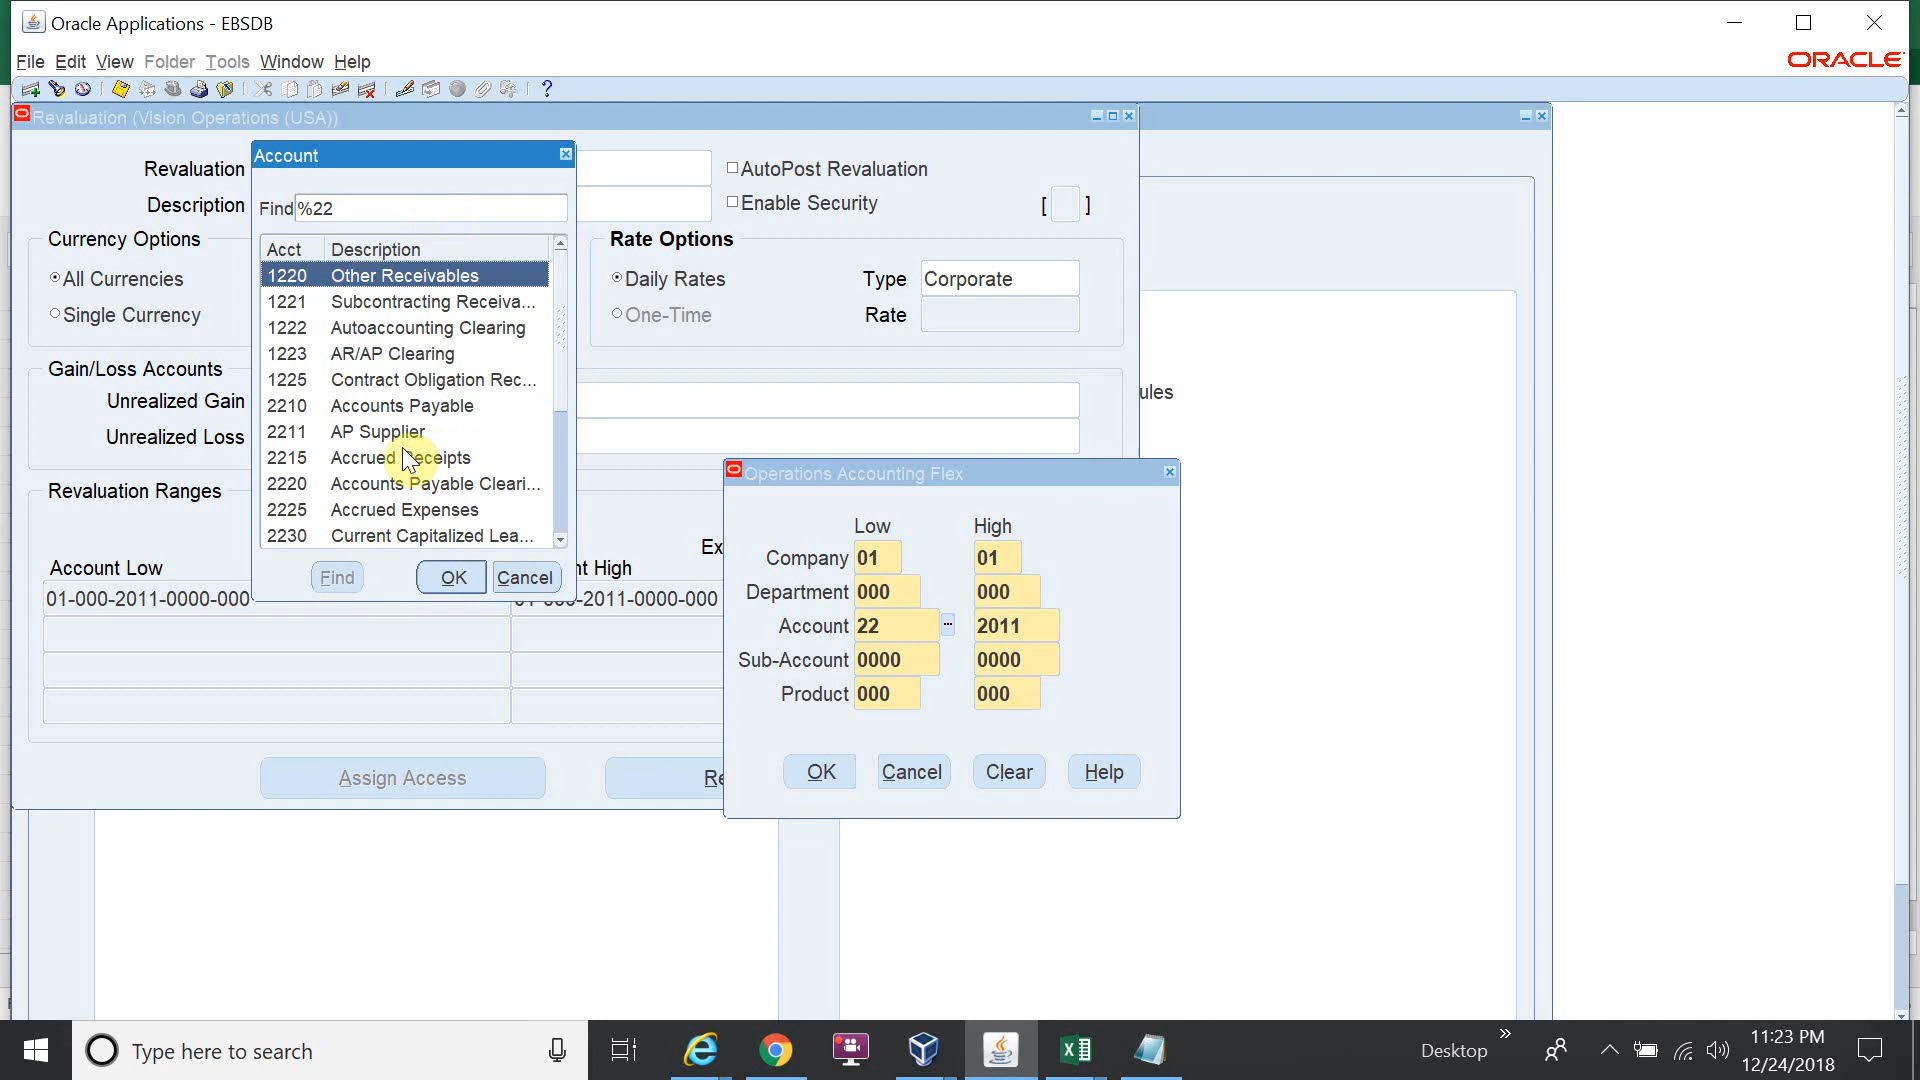 Oracle Applications - EBSDB
File Edit View Folder Tools Window Help
ORACLE
Revaluation (Vision Operations (USA))
Account
Revaluation
AutoPost Revaluation
Find %22
Description
Enable Security
[ ]
Currency Options
Rate Options
Acct Description
1220 Other Receivables
All Currencies
Daily Rates
Type Corporate
1221 Subcontracting Receiva...
Single Currency
One-Time
Rate
1222 Autoaccounting Clearing
1223 AR/AP Clearing
Gain/Loss Accounts
1225 Contract Obligation Rec...
ules
Unrealized Gain
2210 Accounts Payable
Unrealized Loss
2211 AP Supplier
2215 Accrued Receipts
Operations Accounting Flex
Revaluation Ranges
2220 Accounts Payable Cleari...
2225 Accrued Expenses
2230 Current Capitalized Lea...
Low High
Ex
Company 01 01
Account Low
nt High
Find OK Cancel
Department 000 000
01-000-2011-0000-000
01-000-2011-0000-000
Account 22 ... 2011
Sub-Account 0000 0000
Product 000 000
Assign Access
Re
OK Cancel Clear Help
Type here to search
Desktop
11:23 PM
12/24/2018